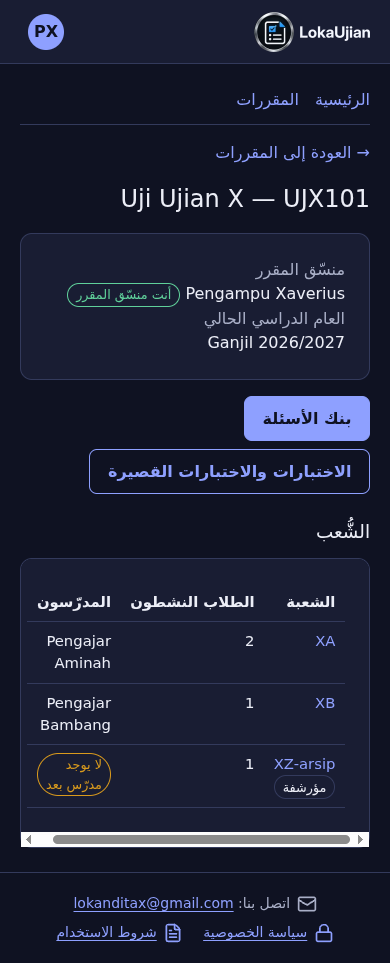 LokaUjian
PX
الرئيسية المقررات
→ العودة إلى المقررات
Uji Ujian X — UJX101
منسّق المقرر
Pengampu Xaverius أنت منسّق المقرر
العام الدراسي الحالي
Ganjil 2026/2027
بنك الأسئلة
الاختبارات والاختبارات القصيرة
الشُّعب
الشعبة الطلاب النشطون المدرّسون
XA 2 Pengajar Aminah
XB 1 Pengajar Bambang
XZ-arsip مؤرشفة 1 لا يوجد مدرّس بعد
اتصل بنا: lokanditax@gmail.com
سياسة الخصوصية شروط الاستخدام